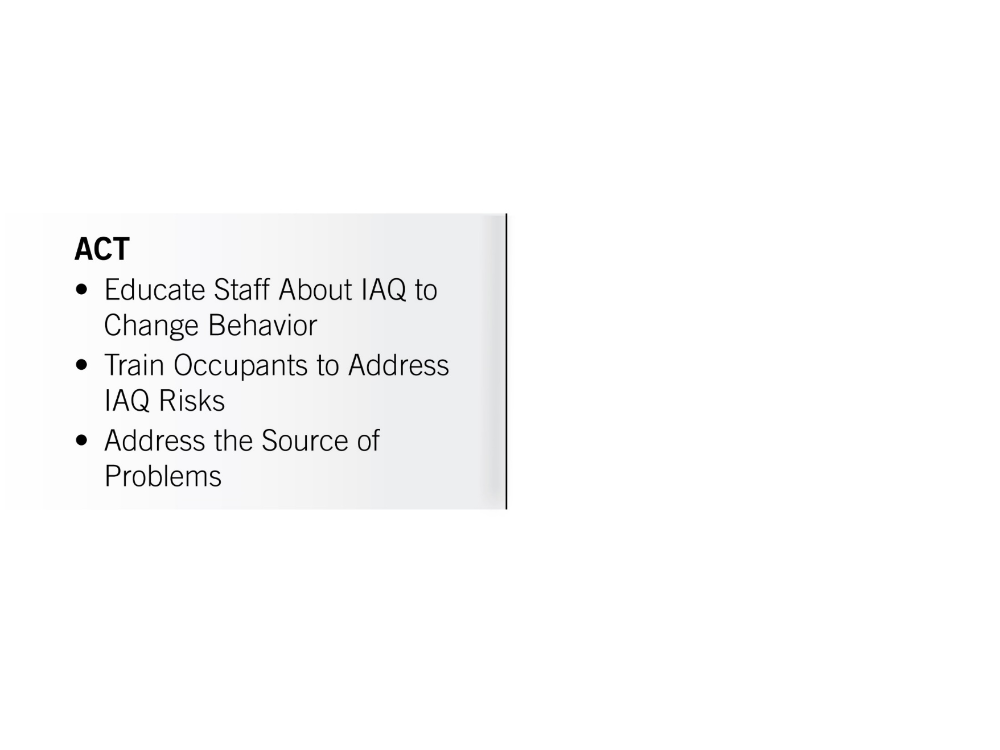 ACT
• Educate Staff About IAQ to
Change Behavior
• Train Occupants to Address
IAQ Risks
• Address the Source of
Problems